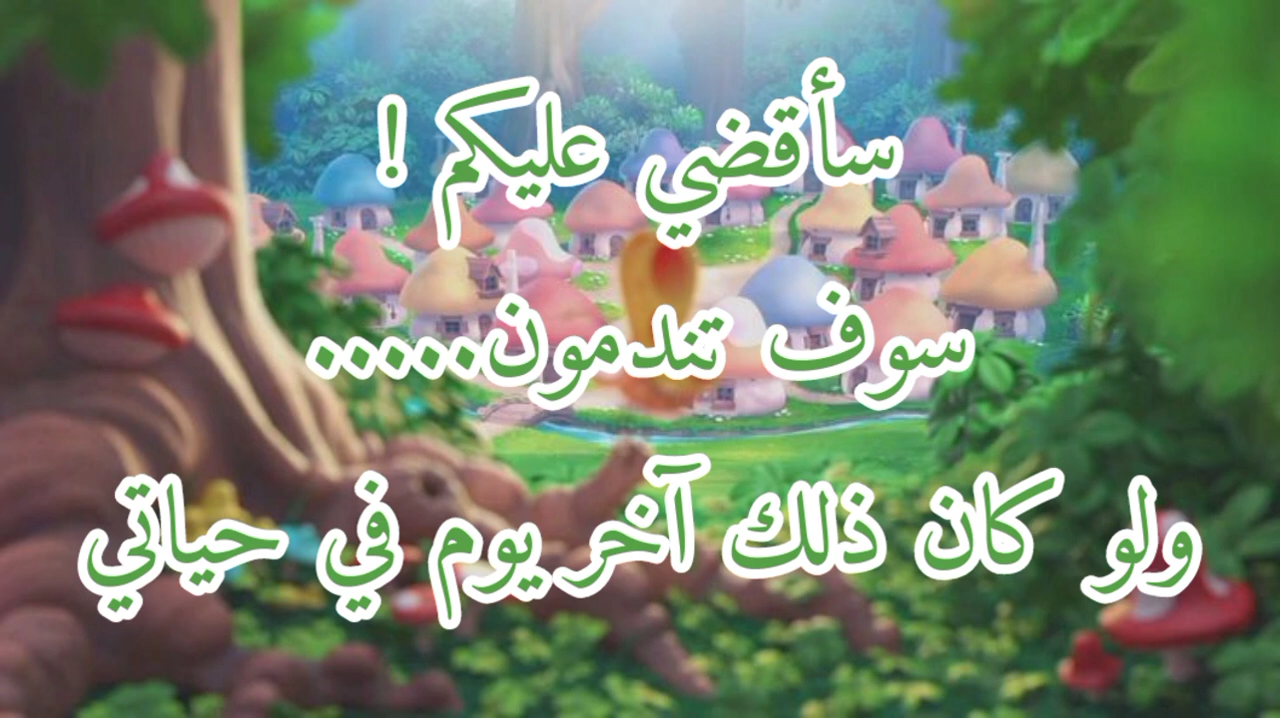 سأقضي عليكم !
سوف تندمون......
ولو كان ذلك آخر يوم في حياتي